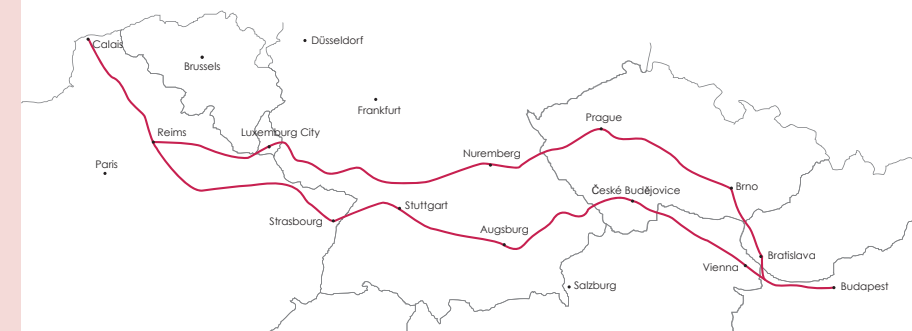 Calais
Düsseldorf
Brussels
Frankfurt
Prague
Reims
Luxemburg City
Nuremberg
Paris
České Budějovice
Brno
Stuttgart
Strasbourg
Augsburg
Bratislava
Vienna
Salzburg
Budapest